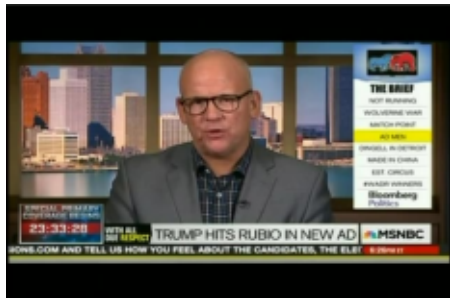 THE BRIEF
NOT RUNNING
WOLVERINE WAR
MATCH POINT
AD MEN
DINGELL IN DETROIT
MADE IN CHINA
EST. CIRCUS
#WADR WINNERS
Bloomberg
Politics
SPECIAL PRIMARY
COVERAGE BEGINS
23:33:28
WITH ALL
DUE RESPECT
TRUMP HITS RUBIO IN NEW AD
MSNBC
IONS.COM AND TELL US HOW YOU FEEL ABOUT THE CANDIDATES, THE ELE